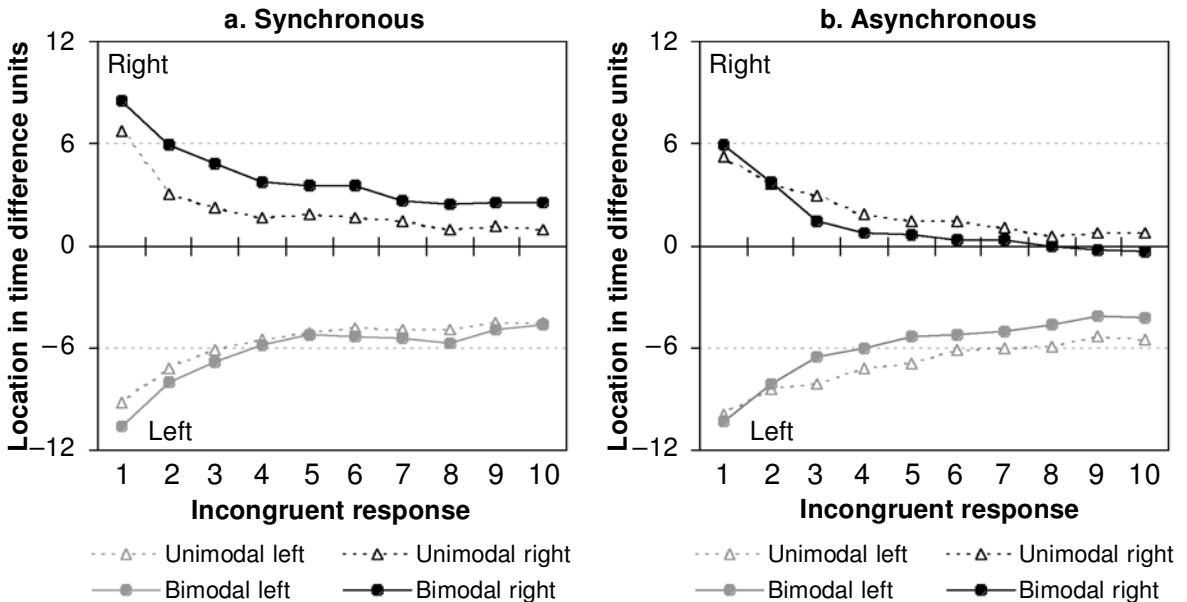 a. Synchronous
Location in time difference units
12
6
0
−6
−12
Right
Left
1 2 3 4 5 6 7 8 9 10
Incongruent response
Unimodal left
Unimodal right
Bimodal left
Bimodal right
b. Asynchronous
Location in time difference units
12
6
0
−6
−12
Right
Left
1 2 3 4 5 6 7 8 9 10
Incongruent response
Unimodal left
Unimodal right
Bimodal left
Bimodal right